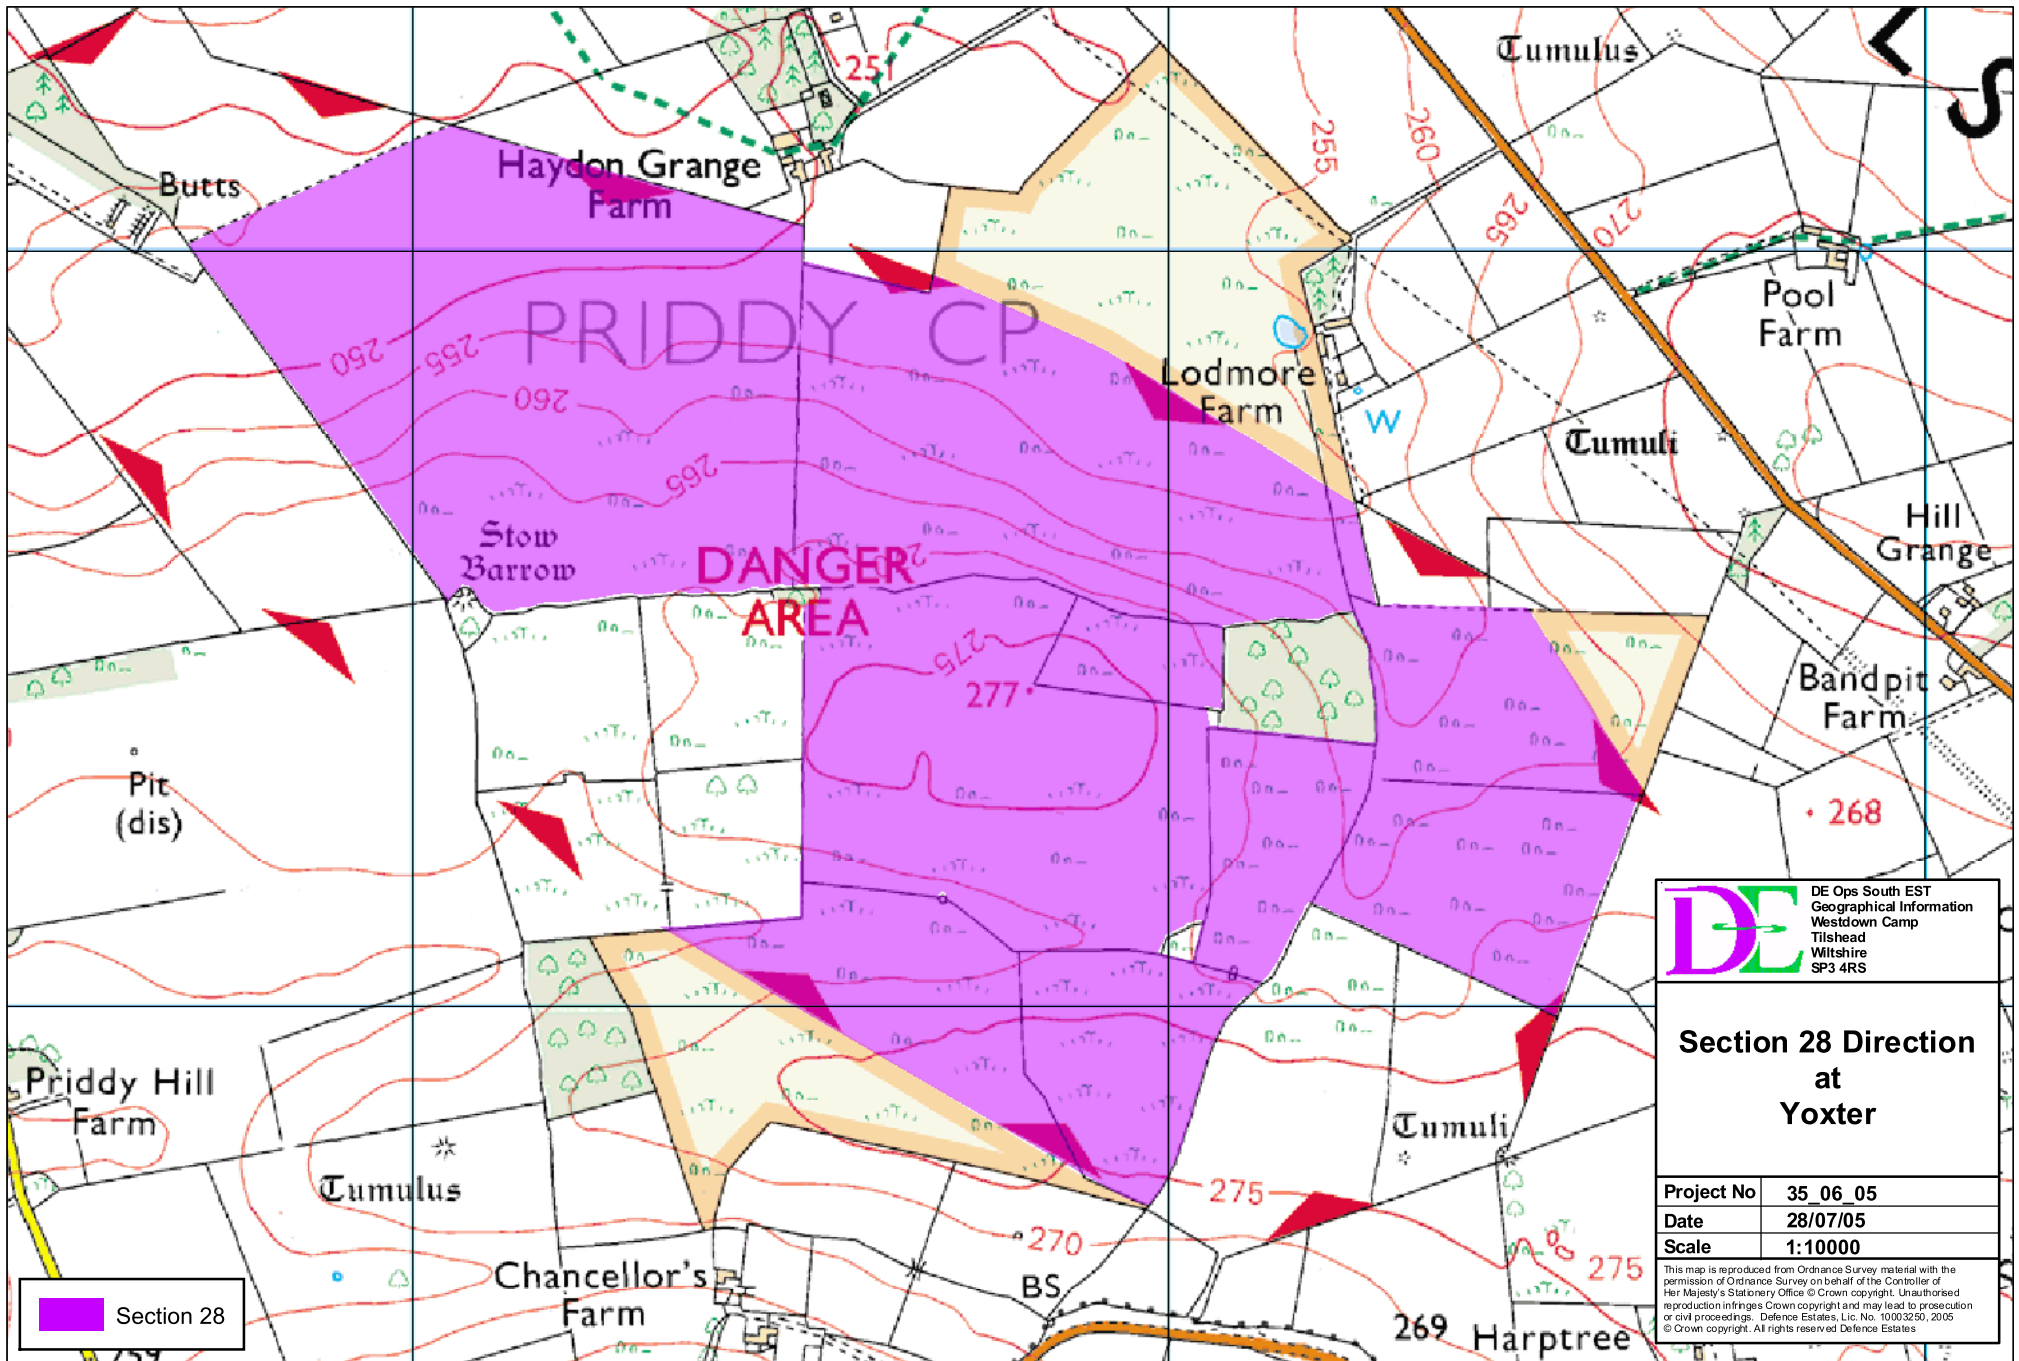 Tumulus
L
S
251
Haydon Grange
Farm
Butts
255
260
265
270
Pool
Farm
PRIDDY CP
250
255
260
265
Lodmore
Farm
W
Tumuli
Hill
Grange
Stow
Barrow
DANGER
AREA
275
277
Bandpit
Farm
268
Pit
(dis)
Priddy Hill
Farm
Tumulus
Tumuli
275
270
BS
Chancellor's
Farm
269
Harptree
275
759
Section 28
DE
DE Ops South EST
Geographical Information
Westdown Camp
Tilshead
Wiltshire
SP3 4RS
Section 28 Direction
at
Yoxter
Project No 35_06_05
Date 28/07/05
Scale 1:10000
This map is reproduced from Ordnance Survey material with the
permission of Ordnance Survey on behalf of the Controller of
Her Majesty's Stationery Office © Crown copyright. Unauthorised
reproduction infringes Crown copyright and may lead to prosecution
or civil proceedings. Defence Estates, Lic. No. 10003250, 2005
© Crown copyright. All rights reserved Defence Estates